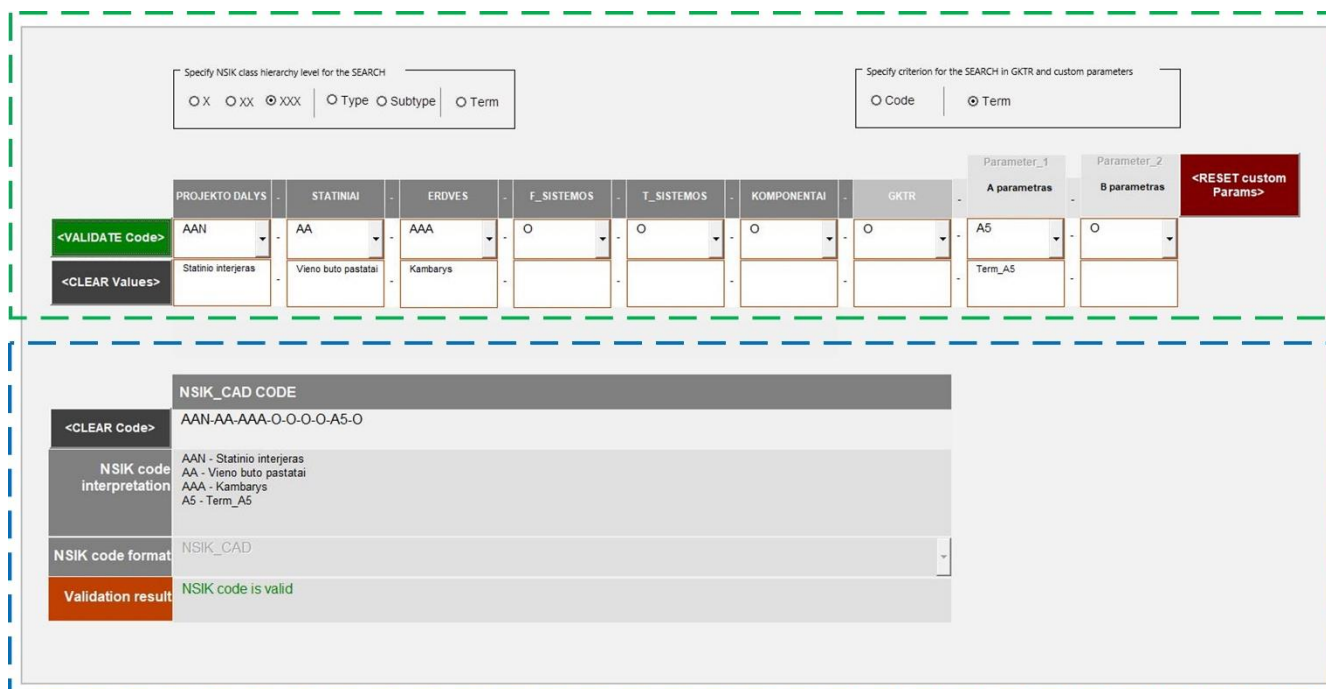 Specify NSIK class hierarchy level for the SEARCH
X XX XXX Type Subtype Term
Specify criterion for the SEARCH in GKTR and custom parameters
Code Term
Parameter_1 Parameter_2
PROJEKTO DALYS - STATINIAI - ERDVES - F_SISTEMOS - T_SISTEMOS - KOMPONENTAI - GKTR - A parametras - B parametras
<RESET custom
Params>
<VALIDATE Code> AAN - AA - AAA - O - O - O - O - A5 - O
<CLEAR Values> Statinio interjeras - Vieno buto pastatai - Kambarys - - - - - Term_A5 -
NSIK_CAD CODE
<CLEAR Code> AAN-AA-AAA-O-O-O-O-A5-O
NSIK code
interpretation
AAN - Statinio interjeras
AA - Vieno buto pastatai
AAA - Kambarys
A5 - Term_A5
NSIK code format NSIK_CAD
Validation result NSIK code is valid